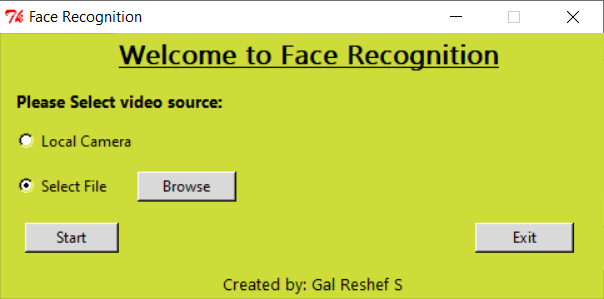 Face Recognition
Welcome to Face Recognition
Please Select video source:
Local Camera
Select File Browse
Start Exit
Created by: Gal Reshef S